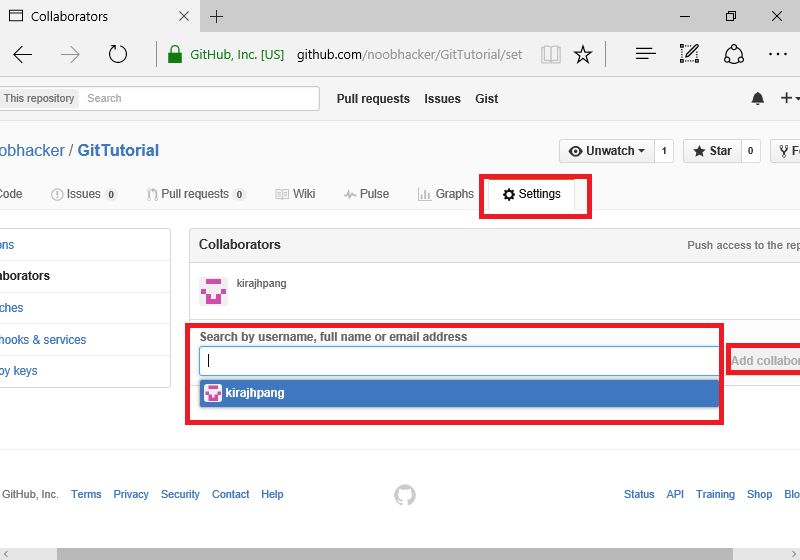 Collaborators
GitHub, Inc. [US] github.com/noobhacker/GitTutorial/set
This repository Search Pull requests Issues Gist
obhacker / GitTutorial Unwatch 1 Star 0 F
Code Issues 0 Pull requests 0 Wiki Pulse Graphs Settings
ons
aborators
ches
hooks & services
oy keys
Collaborators Push access to the rep
kirajhpang
Search by username, full name or email address
Add collabor
kirajhpang
GitHub, Inc. Terms Privacy Security Contact Help Status API Training Shop Blo